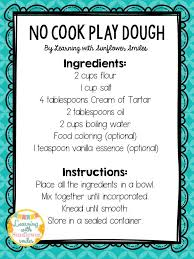 NO COOK PLAY DOUGH
By Learning with Sunflower Smiles
Ingredients:
2 cups flour
1 cup salt
4 tablespoons Cream of Tartar
2 tablespoons oil
2 cups boiling water
Food coloring (optional)
1 teaspoon vanilla essence (optional)
Instructions:
Place all the ingredients in a bowl.
Mix together until incorporated.
Knead until smooth
Store in a sealed container.
Learning
with
Sunflower
Smiles